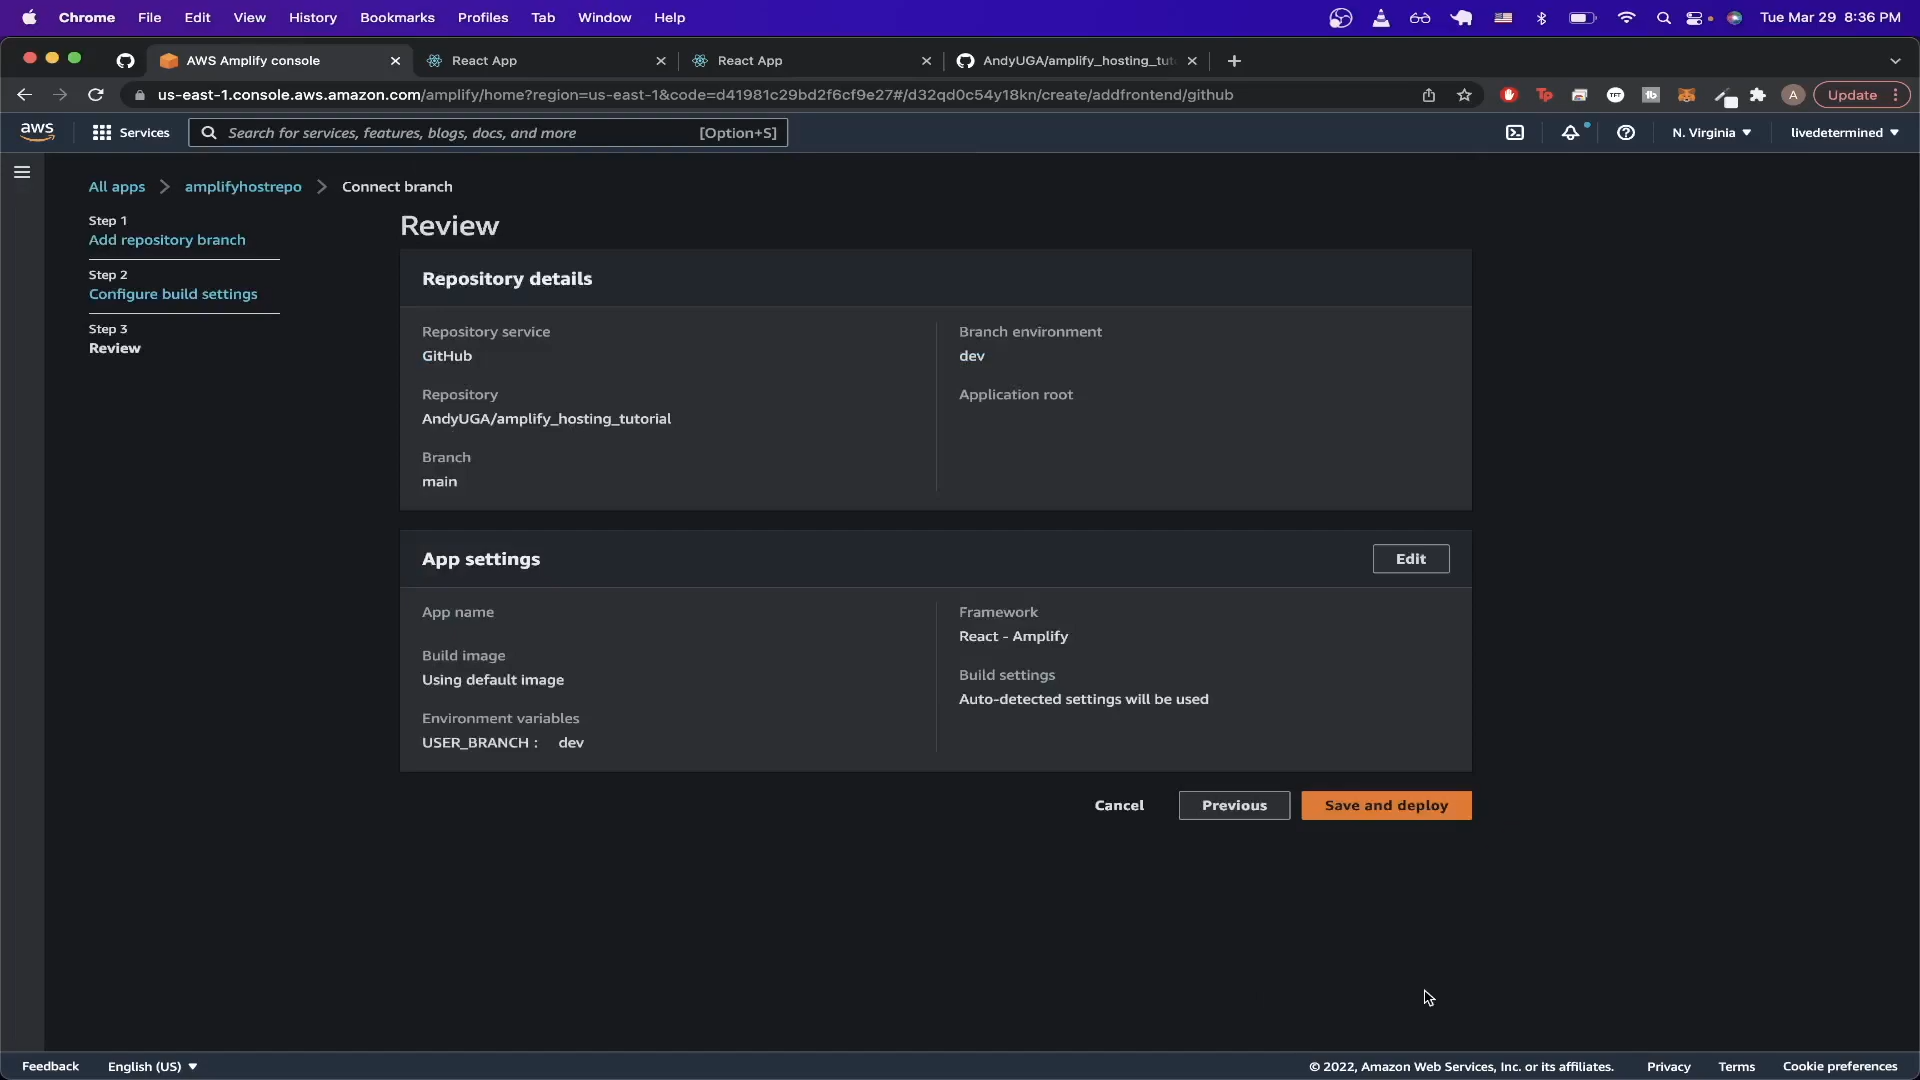 Chrome File Edit View History Bookmarks Profiles Tab Window Help Tue Mar 29 8:36 PM
AWS Amplify console React App React App AndyUGA/amplify_hosting_tut
us-east-1.console.aws.amazon.com/amplify/home?region=us-east-1&code=d41981c29bd2f6cf9e27#/d32qd0c54y18kn/create/addfrontend/github Tp TFT tb A Update
aws Services Search for services, features, blogs, docs, and more [Option+S] N. Virginia livedetermined
All apps amplifyhostrepo Connect branch
Step 1
Add repository branch
Step 2
Configure build settings
Step 3
Review
Review
Repository details
Repository service
GitHub
Repository
AndyUGA/amplify_hosting_tutorial
Branch
main
Branch environment
dev
Application root
App settings Edit
App name
Build image
Using default image
Environment variables
USER_BRANCH : dev
Framework
React - Amplify
Build settings
Auto-detected settings will be used
Cancel Previous Save and deploy
Feedback English (US) © 2022, Amazon Web Services, Inc. or its affiliates. Privacy Terms Cookie preferences